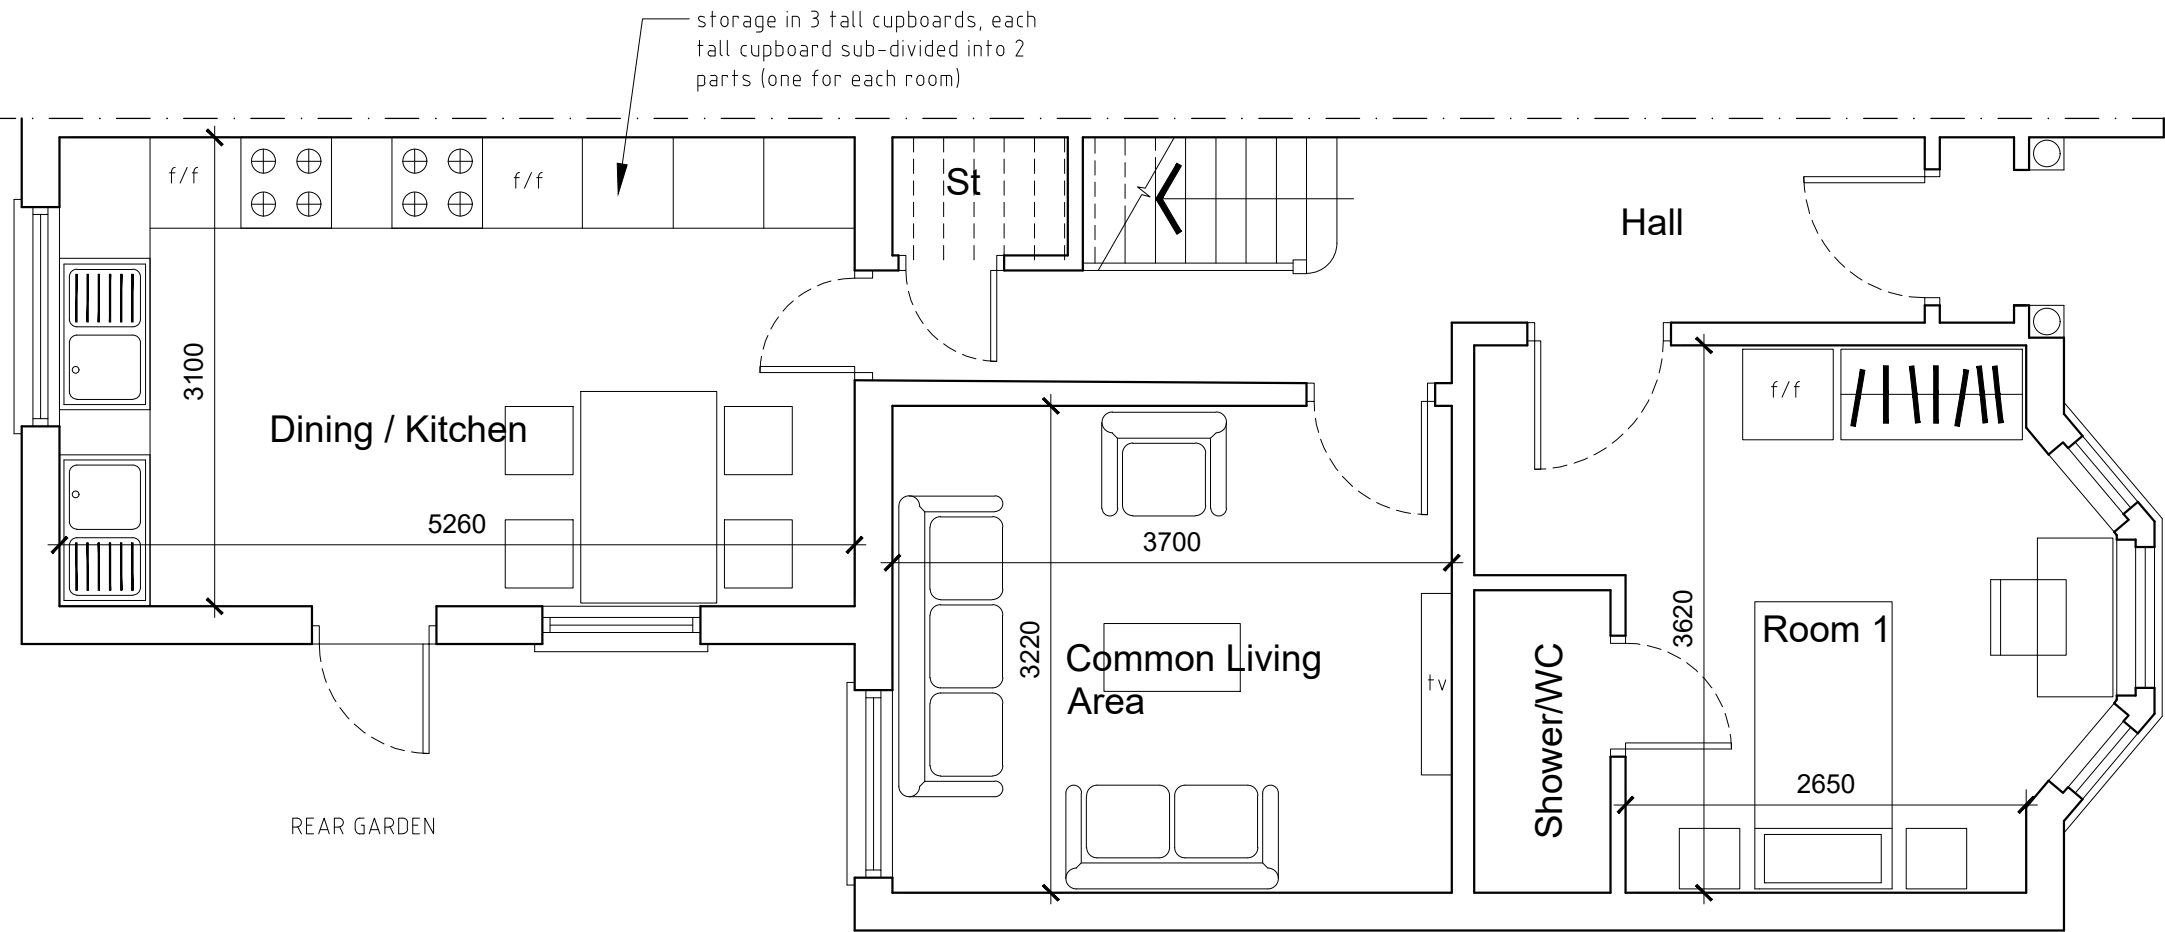 storage in 3 tall cupboards, each
tall cupboard sub-divided into 2
parts (one for each room)
f/f
f/f
St
Hall
3100
Dining / Kitchen
f/f
5260
3700
3620
Room 1
3220
Common Living
Area
tv
Shower/WC
2650
REAR GARDEN